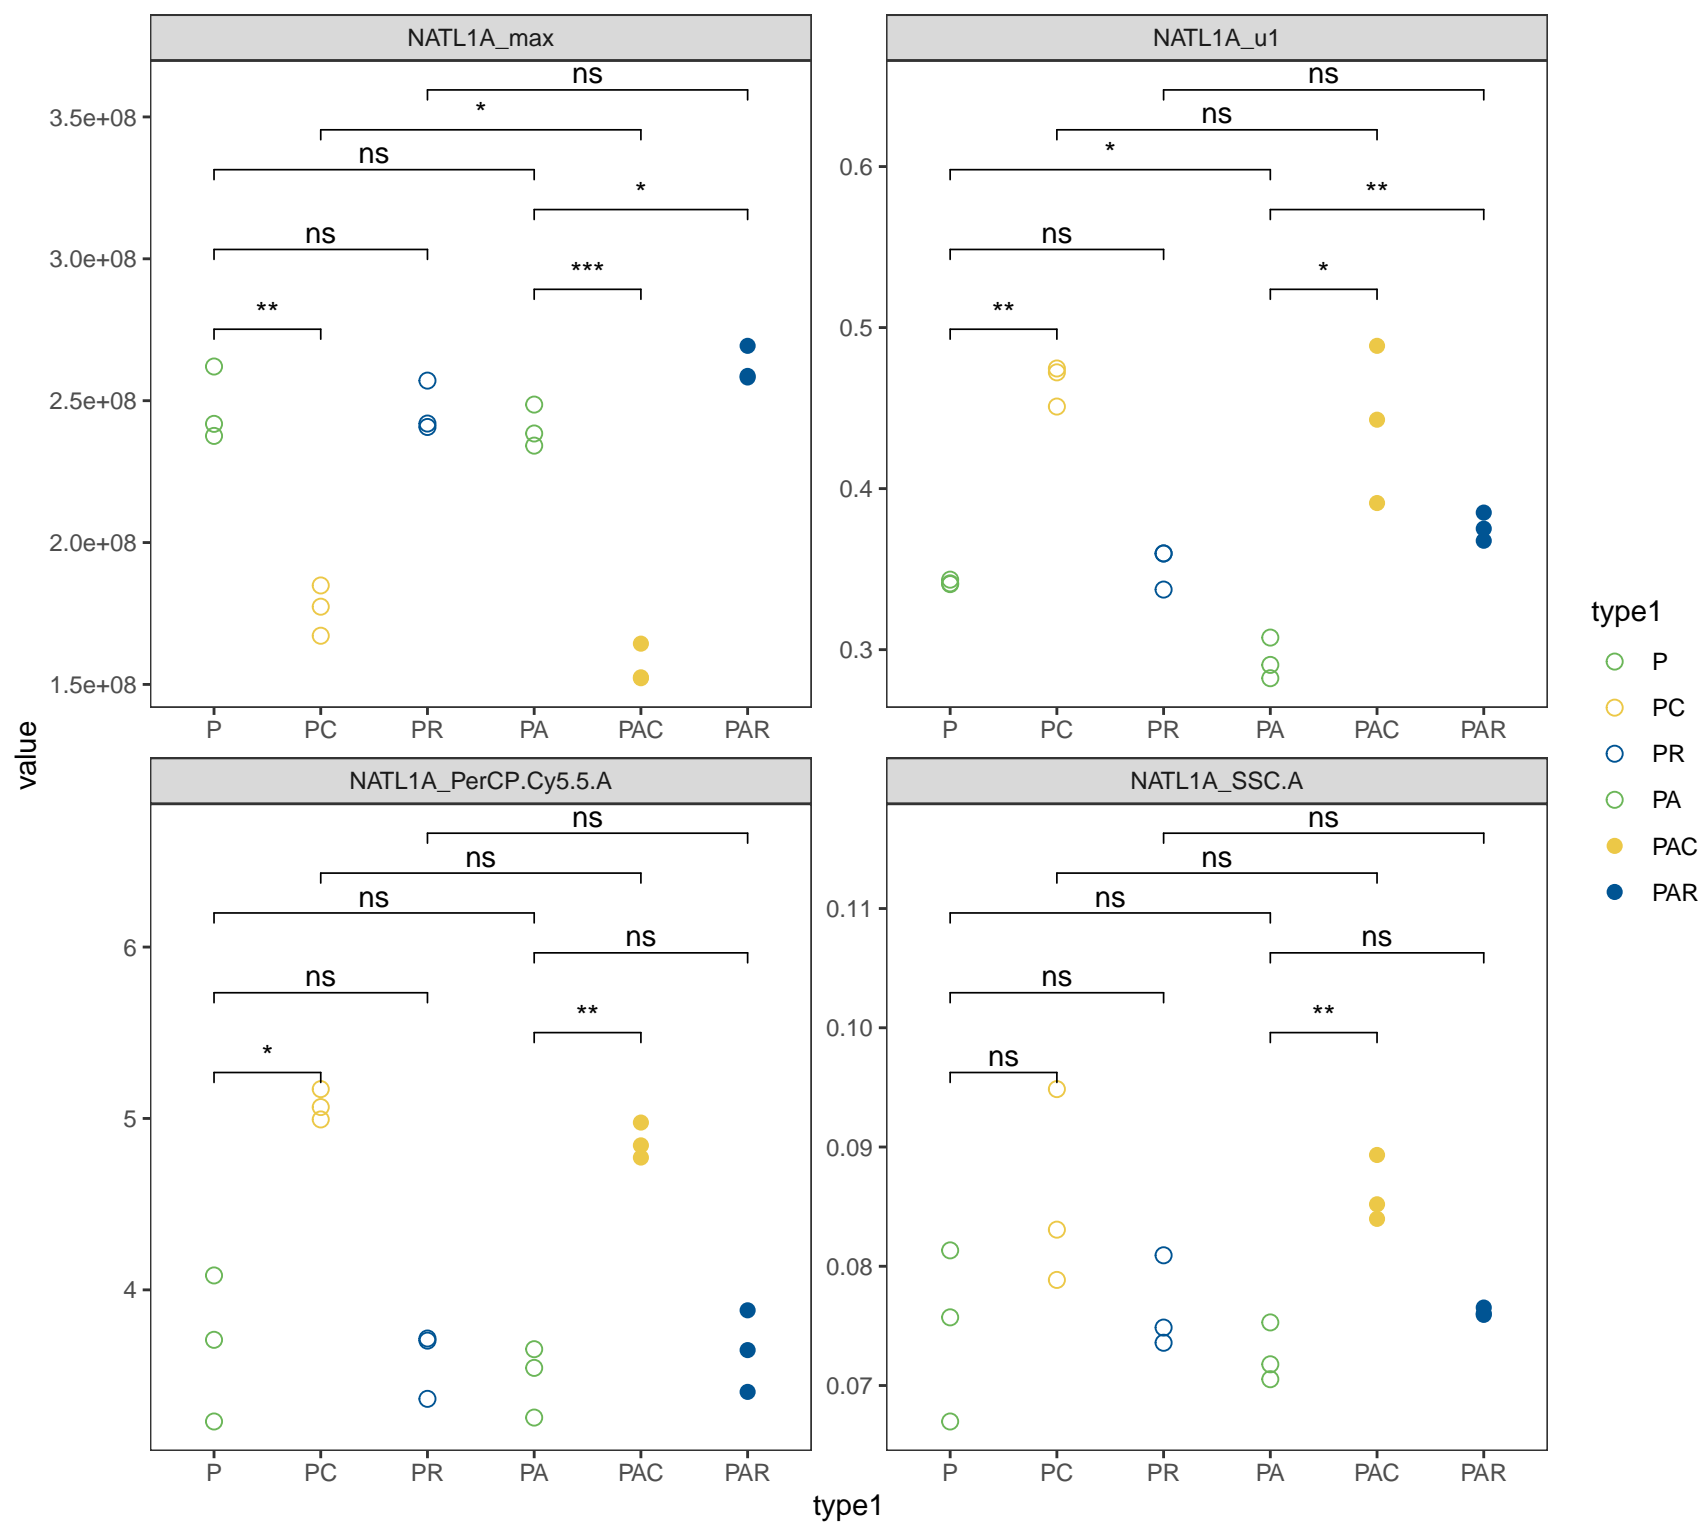 NATL1A_max
ns
*
ns
*
ns
***
**
3.5e+08
3.0e+08
2.5e+08
2.0e+08
1.5e+08
P PC PR PA PAC PAR
NATL1A_u1
ns
ns
*
**
ns
*
**
0.6
0.5
0.4
0.3
P PC PR PA PAC PAR
value
NATL1A_PerCP.Cy5.5.A
ns
ns
ns
ns
ns
**
*
6
5
4
P PC PR PA PAC PAR
NATL1A_SSC.A
ns
ns
ns
ns
ns
**
ns
0.11
0.10
0.09
0.08
0.07
P PC PR PA PAC PAR
type1
type1
P
PC
PR
PA
PAC
PAR